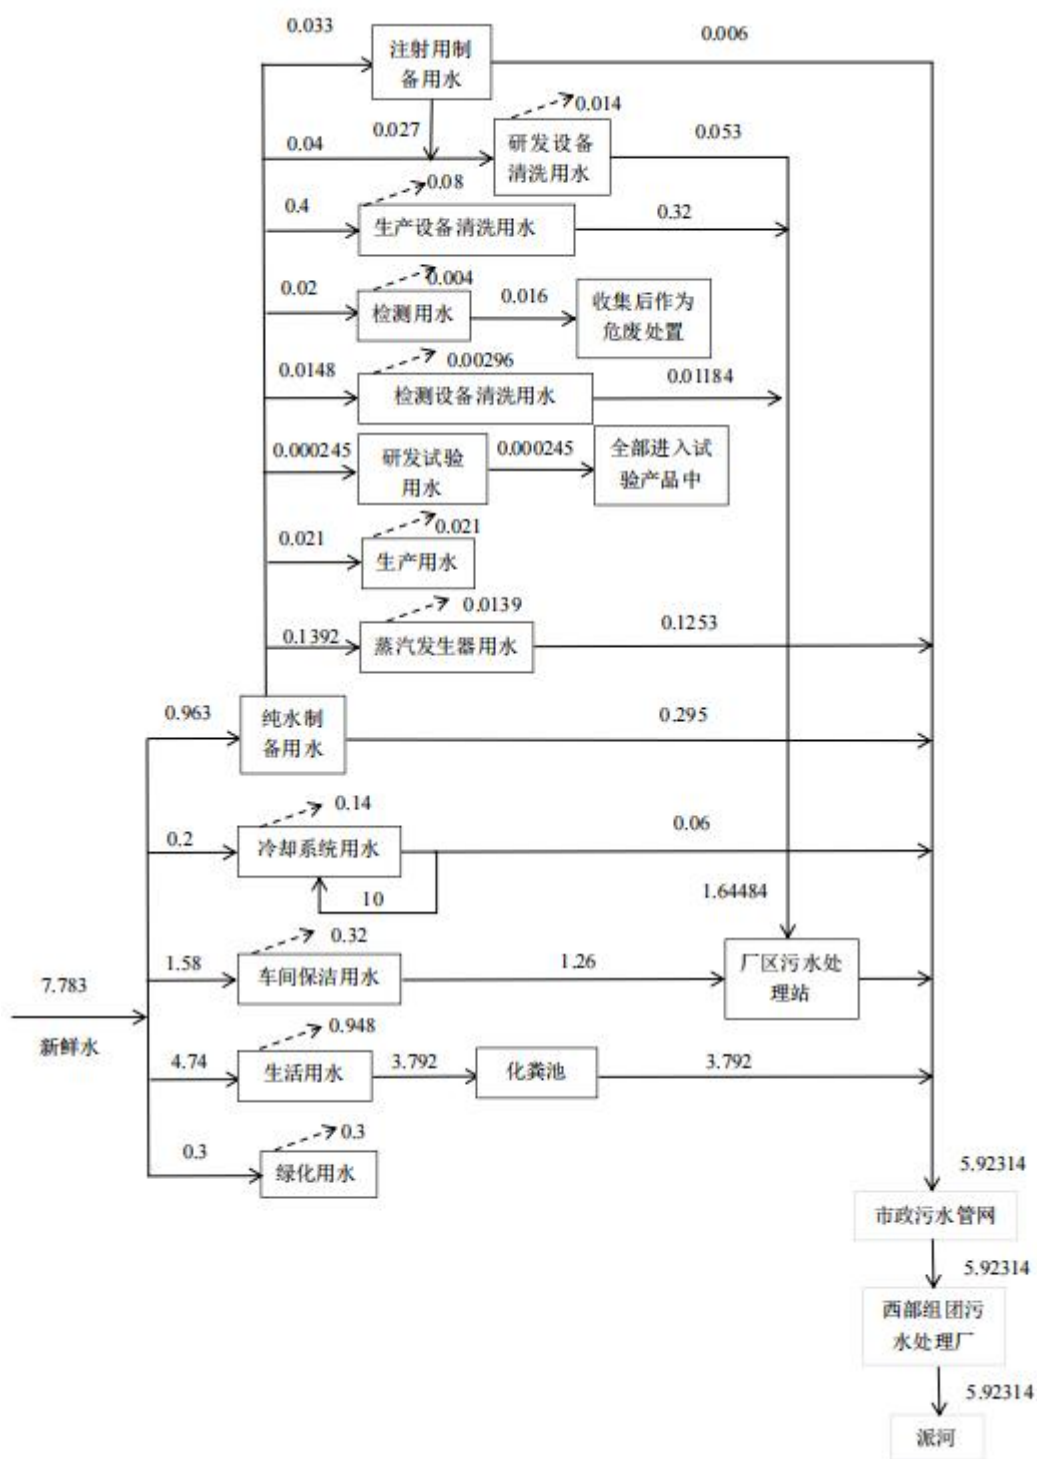 0.033
注射用制
备用水
0.006
0.027
0.04
0.014
研发设备
清洗用水
0.053
0.08
0.4
生产设备清洗用水
0.32
0.004
0.02
检测用水
0.016
收集后作为
危废处置
0.00296
0.0148
检测设备清洗用水
0.01184
0.000245
研发试验
用水
0.000245
全部进入试
验产品中
0.021
0.021
生产用水
0.0139
0.1392
蒸汽发生器用水
0.1253
0.963
纯水制
备用水
0.295
0.14
0.2
冷却系统用水
0.06
10
1.64484
0.32
1.58
车间保洁用水
1.26
厂区污水处
理站
7.783
新鲜水
0.948
4.74
生活用水
3.792
化粪池
3.792
0.3
0.3
绿化用水
5.92314
市政污水管网
5.92314
西部组团污
水处理厂
5.92314
派河